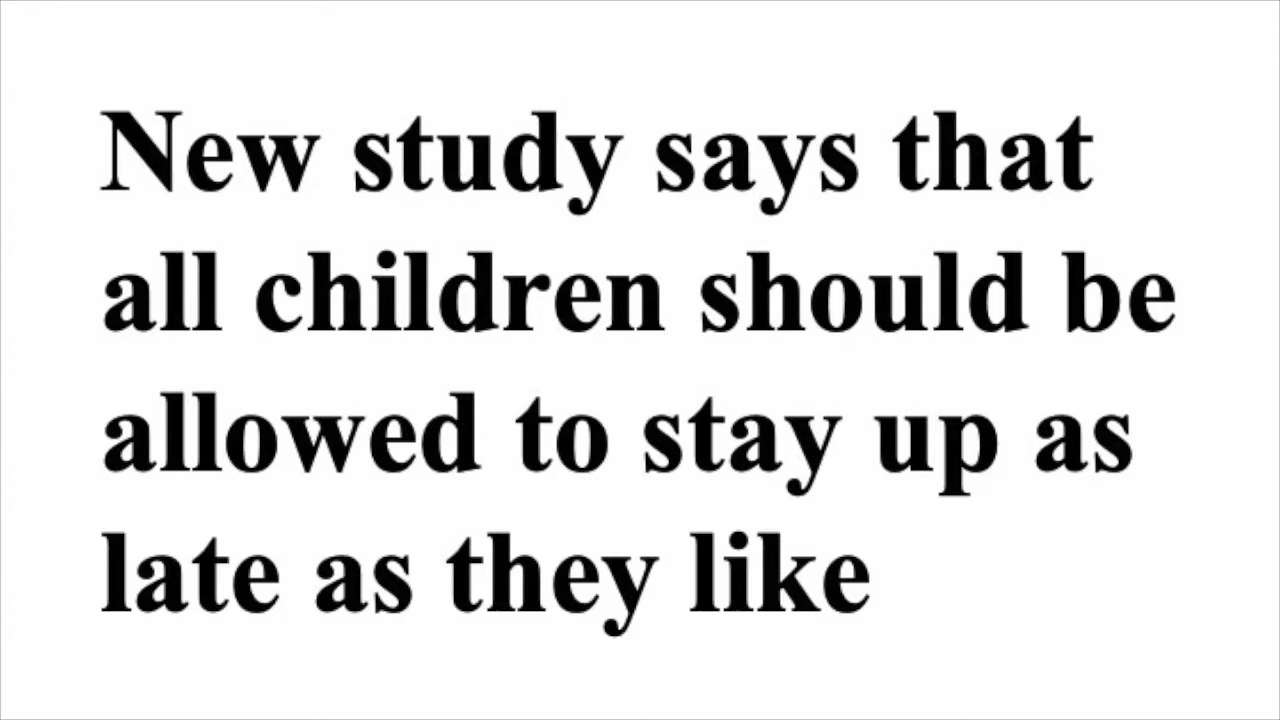 New study says that
all children should be
allowed to stay up as
late as they like